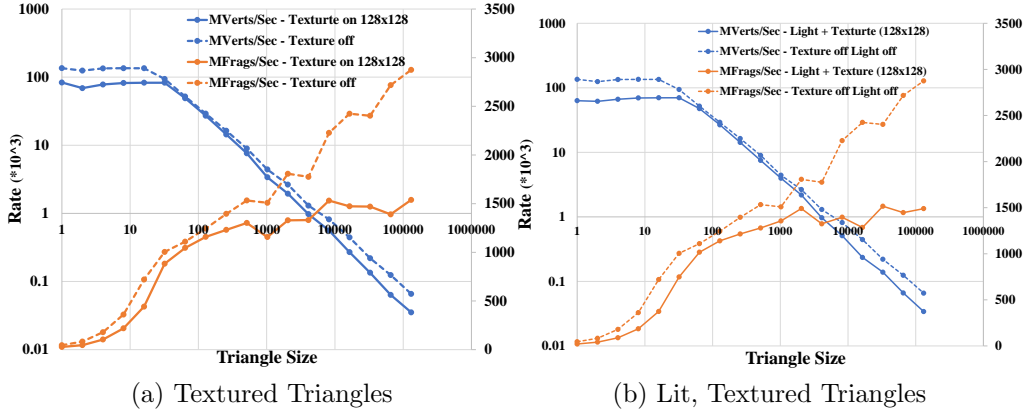 MVerts/Sec - Texturte on 128x128
MVerts/Sec - Texture off
MFrags/Sec - Texture on 128x128
MFrags/Sec - Texture off
1000
100
10
1
0.1
0.01
Rate (*10^3)
3500
3000
2500
2000
1500
1000
500
0
1 10 100 1000 10000 100000 1000000
Triangle Size
(a) Textured Triangles
MVerts/Sec - Light + Texturte (128x128)
MVerts/Sec - Texture off Light off
MFrags/Sec - Light + Texture (128x128)
MFrags/Sec - Texture off Light off
1000
100
10
1
0.1
0.01
Rate (*10^3)
3500
3000
2500
2000
1500
1000
500
0
1 10 100 1000 10000 100000 1000000
Triangle Size
(b) Lit, Textured Triangles